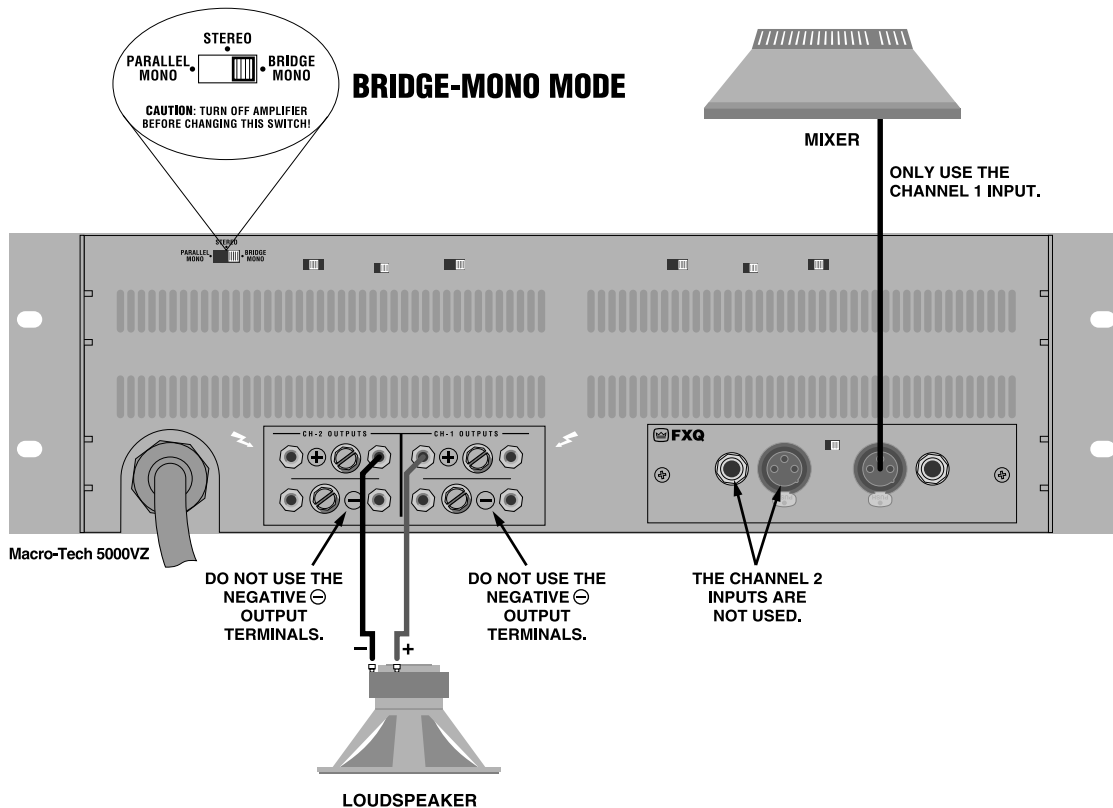 STEREO
PARALLEL
MONO
BRIDGE
MONO
CAUTION: TURN OFF AMPLIFIER
BEFORE CHANGING THIS SWITCH!
BRIDGE-MONO MODE
MIXER
ONLY USE THE
CHANNEL 1 INPUT.
STEREO
PARALLEL
MONO
BRIDGE
MONO
CH-2 OUTPUTS
CH-1 OUTPUTS
+
+
−
−
FXQ
Macro-Tech 5000VZ
DO NOT USE THE
NEGATIVE ⊖
OUTPUT
TERMINALS.
DO NOT USE THE
NEGATIVE ⊖
OUTPUT
TERMINALS.
THE CHANNEL 2
INPUTS ARE
NOT USED.
− +
LOUDSPEAKER